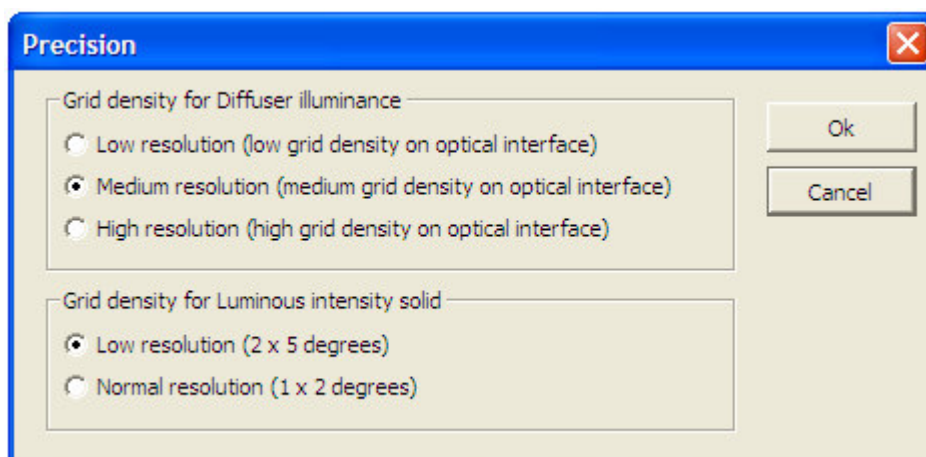 Precision
Grid density for Diffuser illuminance
Low resolution (low grid density on optical interface)
Medium resolution (medium grid density on optical interface)
High resolution (high grid density on optical interface)
Ok
Cancel
Grid density for Luminous intensity solid
Low resolution (2 x 5 degrees)
Normal resolution (1 x 2 degrees)